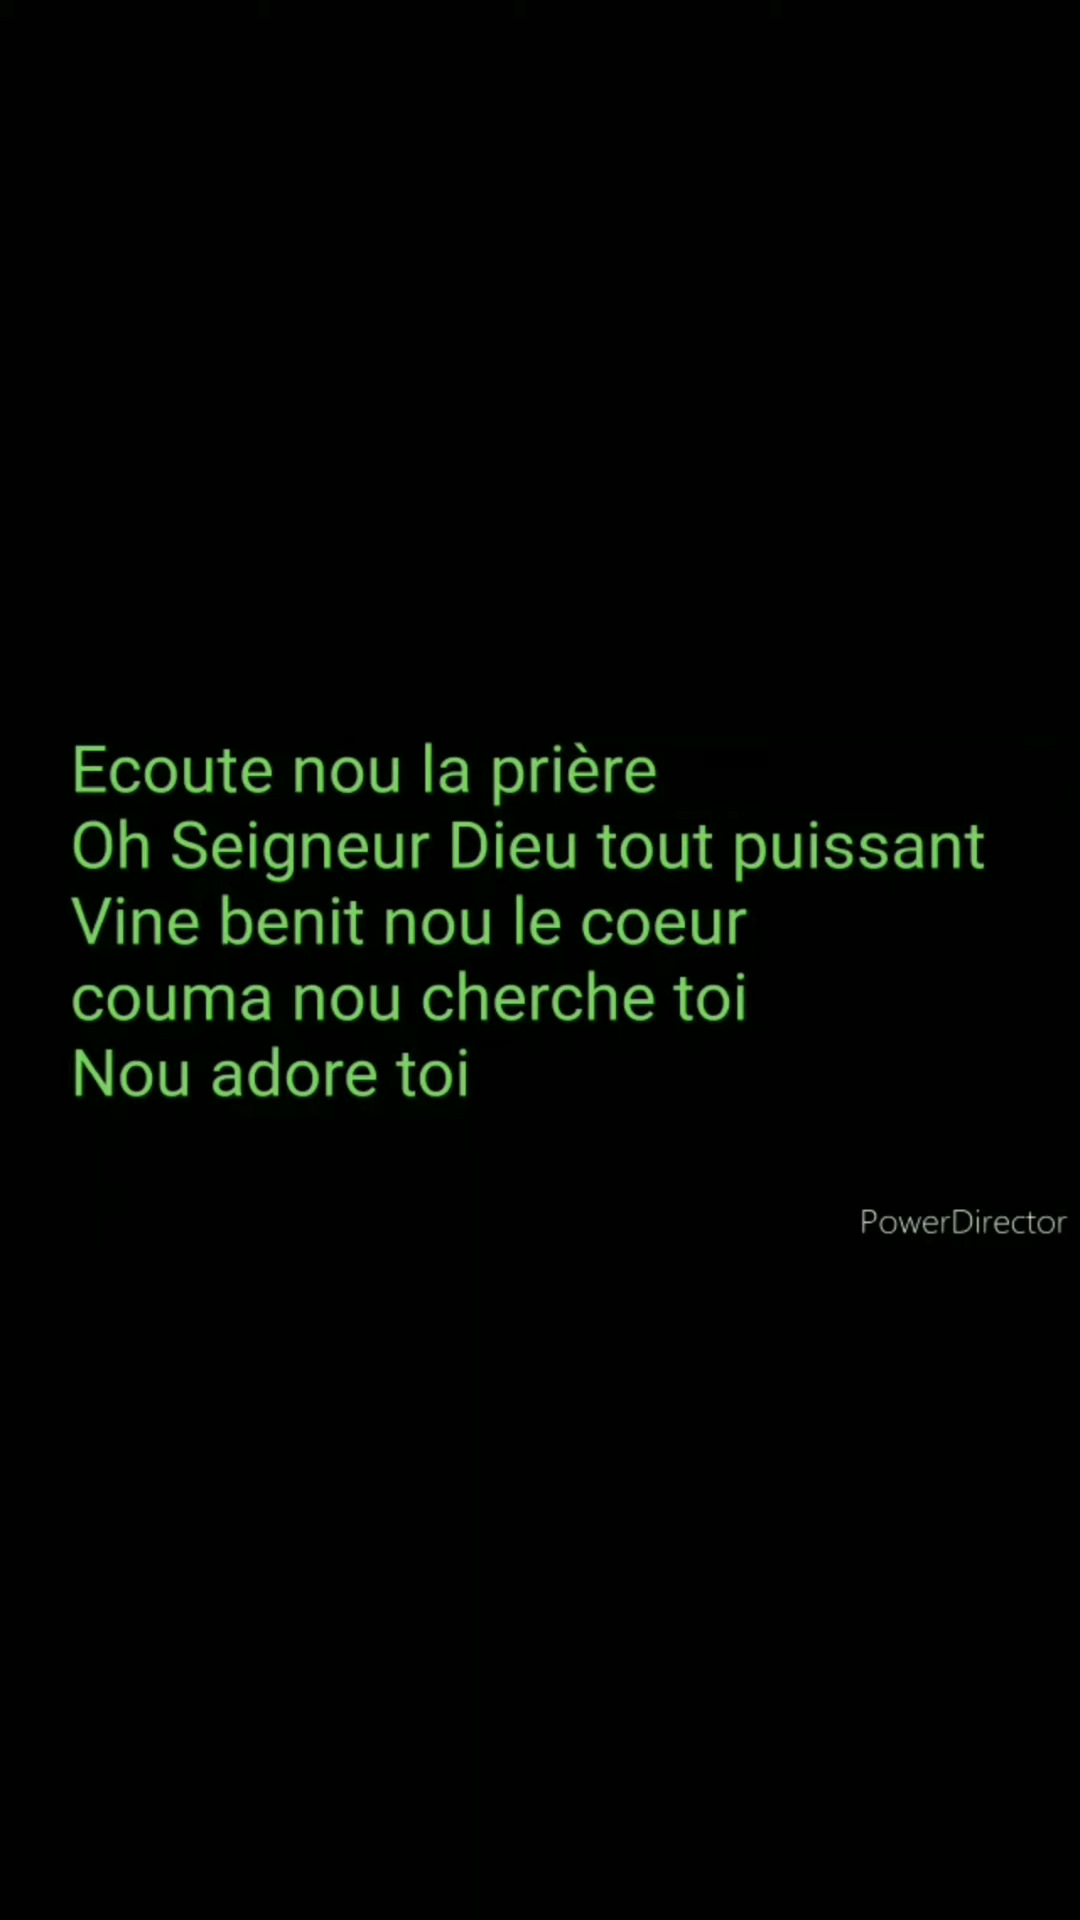 Ecoute nou la prière
Oh Seigneur Dieu tout puissant
Vine benit nou le coeur
couma nou cherche toi
Nou adore toi
PowerDirector